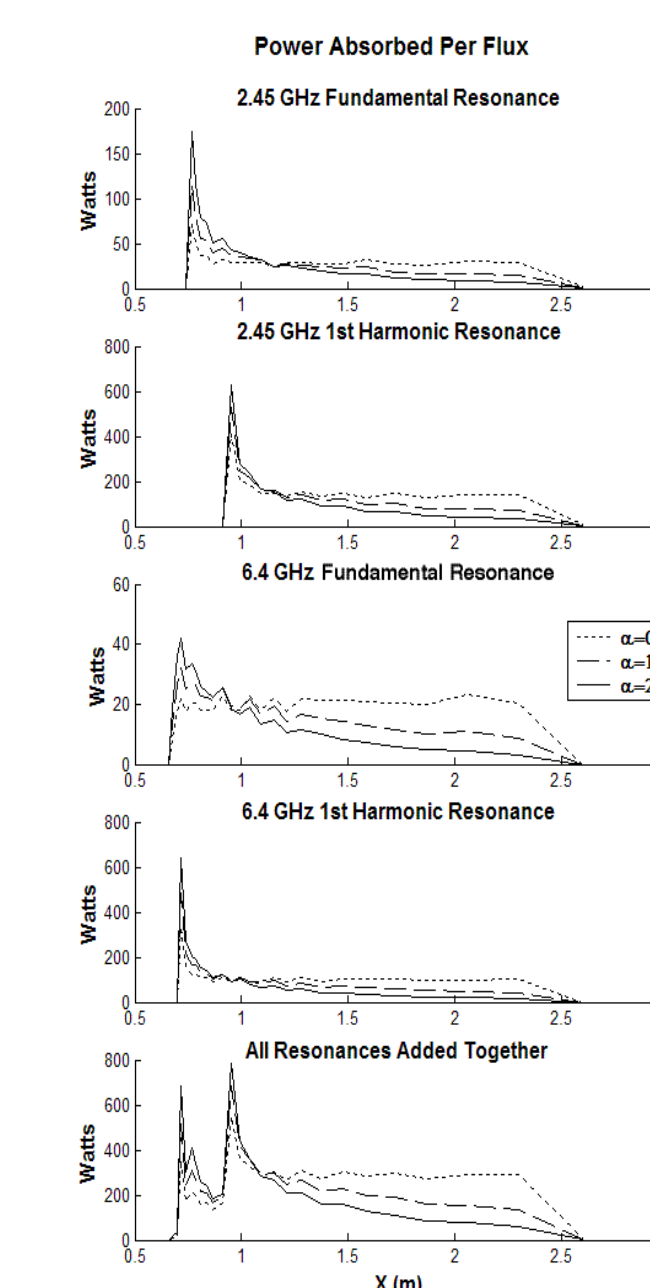 Power Absorbed Per Flux
2.45 GHz Fundamental Resonance
200
150
100
50
0
Watts
0.5 1 1.5 2 2.5
2.45 GHz 1st Harmonic Resonance
800
600
400
200
0
Watts
0.5 1 1.5 2 2.5
6.4 GHz Fundamental Resonance
60
40
20
0
Watts
α=0
α=1
α=2
0.5 1 1.5 2 2.5
6.4 GHz 1st Harmonic Resonance
800
600
400
200
0
Watts
0.5 1 1.5 2 2.5
All Resonances Added Together
800
600
400
200
0
Watts
0.5 1 1.5 2 2.5
X (m)